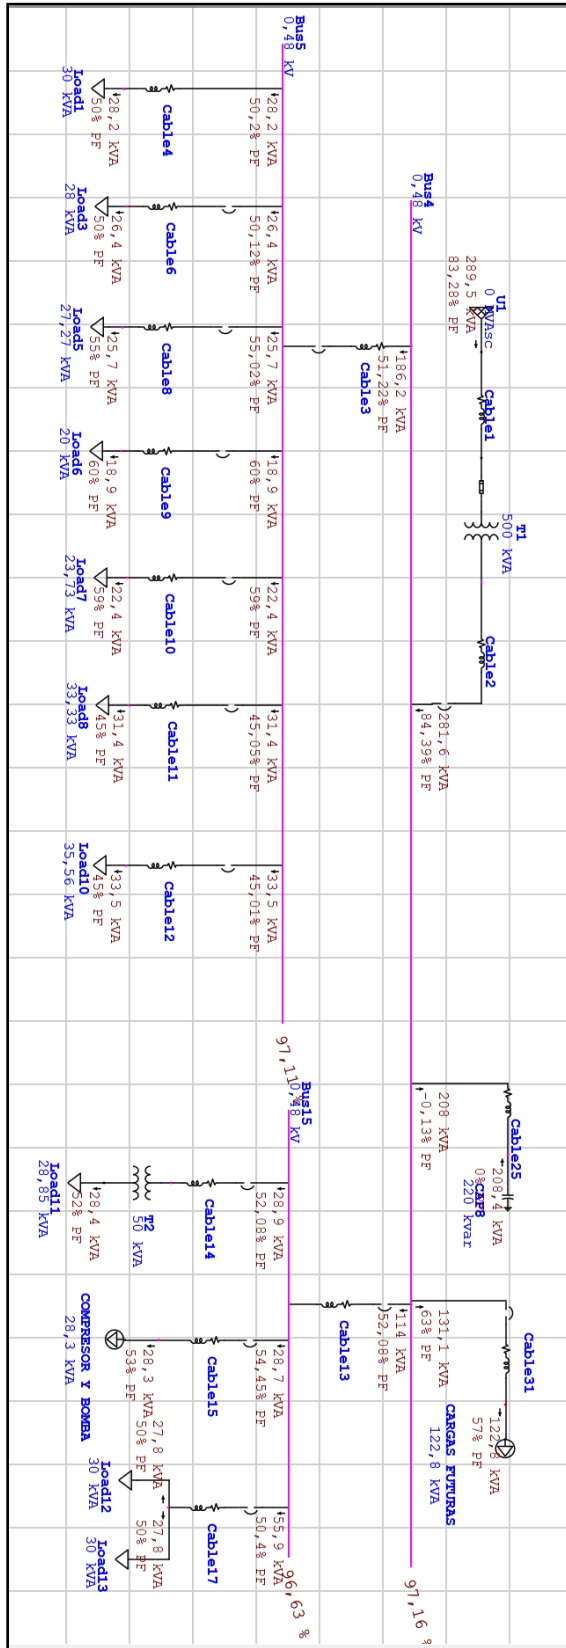 U1
0 MVAsc
289,5 kVA
83,28% PF
Cable1
T1
500 kVA
Cable2
281,6 kVA
84,39% PF
Bus4
0,48 kV
186,2 kVA
51,22% PF
Cable3
208 kVA
-0,13% PF
Cable25
208,4 kVA
CAP8
220 kvar
131,1 kVA
63% PF
Cable31
122,8 kVA
57% PF
CARGAS FUTURAS
122,8 kVA
97,16 %
114 kVA
52,08% PF
Cable13
Bus5
0,48 kV
97,11 %
28,2 kVA
50,2% PF
Cable4
28,2 kVA
50% PF
Load1
30 kVA
26,4 kVA
50,12% PF
Cable6
26,4 kVA
50% PF
Load3
28 kVA
25,7 kVA
55,02% PF
Cable8
25,7 kVA
55% PF
Load5
27,27 kVA
18,9 kVA
60% PF
Cable9
18,9 kVA
60% PF
Load6
20 kVA
22,4 kVA
59% PF
Cable10
22,4 kVA
59% PF
Load7
23,73 kVA
31,4 kVA
45,05% PF
Cable11
31,4 kVA
45% PF
Load8
33,33 kVA
33,5 kVA
45,01% PF
Cable12
33,5 kVA
45% PF
Load10
35,56 kVA
Bus15
0,48 kV
96,63 %
28,9 kVA
52,08% PF
Cable14
T2
50 kVA
28,4 kVA
52% PF
Load11
28,85 kVA
28,7 kVA
54,45% PF
Cable15
28,3 kVA
53% PF
COMPRESOR Y BOMBA
28,3 kVA
55,9 kVA
50,4% PF
Cable17
27,8 kVA
50% PF
Load12
30 kVA
27,8 kVA
50% PF
Load13
30 kVA